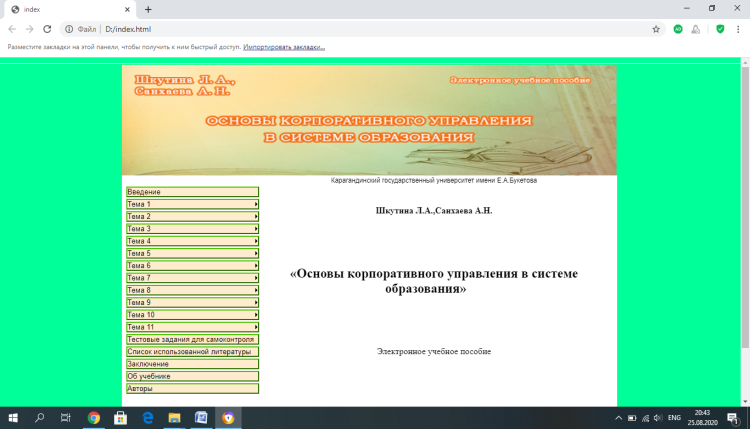 index
Файл
D:/index.html
Разместите закладки на этой панели, чтобы получить к ним быстрый доступ. Импортировать закладки...
Шкутина Л. А.,
Санхаева А. Н.
Электронное учебное пособие
ОСНОВЫ КОРПОРАТИВНОГО УПРАВЛЕНИЯ
В СИСТЕМЕ ОБРАЗОВАНИЯ
Карагандинский государственный университет имени Е.А.Букетова
Введение
Тема 1
Тема 2
Тема 3
Тема 4
Тема 5
Тема 6
Тема 7
Тема 8
Тема 9
Тема 10
Тема 11
Тестовые задания для самоконтроля
Список использованной литературы
Заключение
Об учебнике
Авторы
Шкутина Л.А.,Санхаева А.Н.
«Основы корпоративного управления в системе
образования»
Электронное учебное пособие
ENG
20:43
25.08.2020